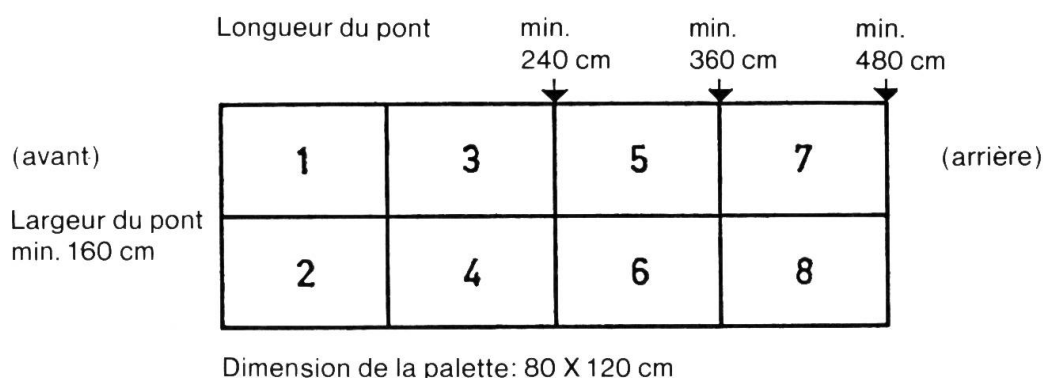 Longueur du pont
min.
240 cm
min.
360 cm
min.
480 cm
(avant)
1 3 5 7
(arrière)
Largeur du pont
min. 160 cm
2 4 6 8
Dimension de la palette: 80 X 120 cm